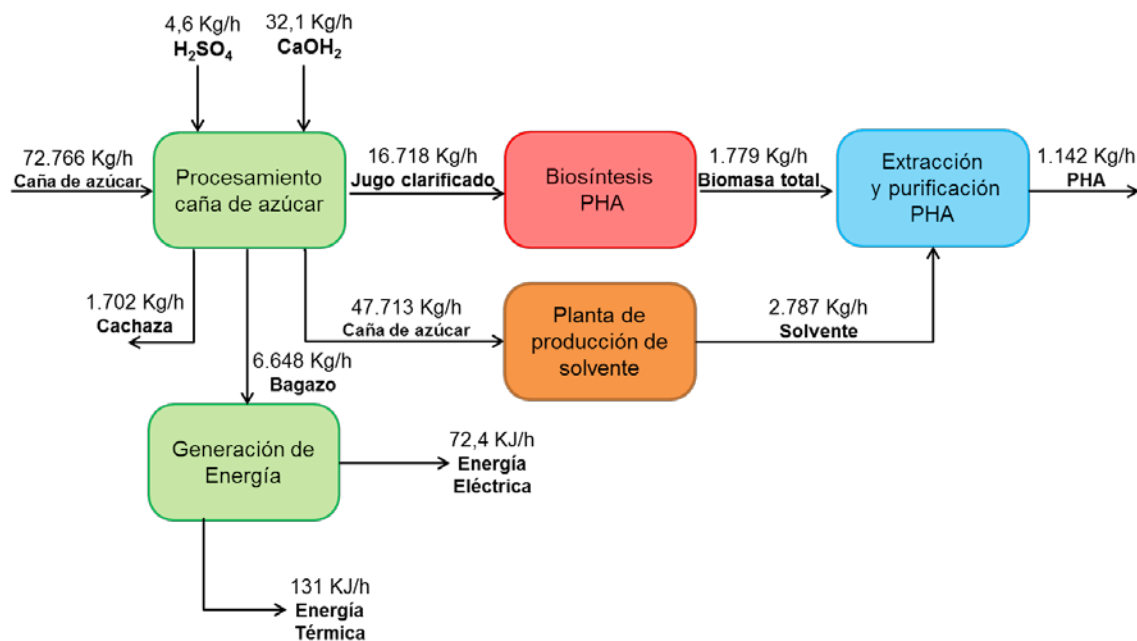 4,6 Kg/h
H₂SO₄
32,1 Kg/h
CaOH₂
72.766 Kg/h
Caña de azúcar
Procesamiento
caña de azúcar
16.718 Kg/h
Jugo clarificado
Biosíntesis
PHA
1.779 Kg/h
Biomasa total
Extracción
y purificación
PHA
1.142 Kg/h
PHA
1.702 Kg/h
Cachaza
6.648 Kg/h
Bagazo
47.713 Kg/h
Caña de azúcar
Planta de
producción de
solvente
2.787 Kg/h
Solvente
Generación de
Energía
72,4 KJ/h
Energía
Eléctrica
131 KJ/h
Energía
Térmica